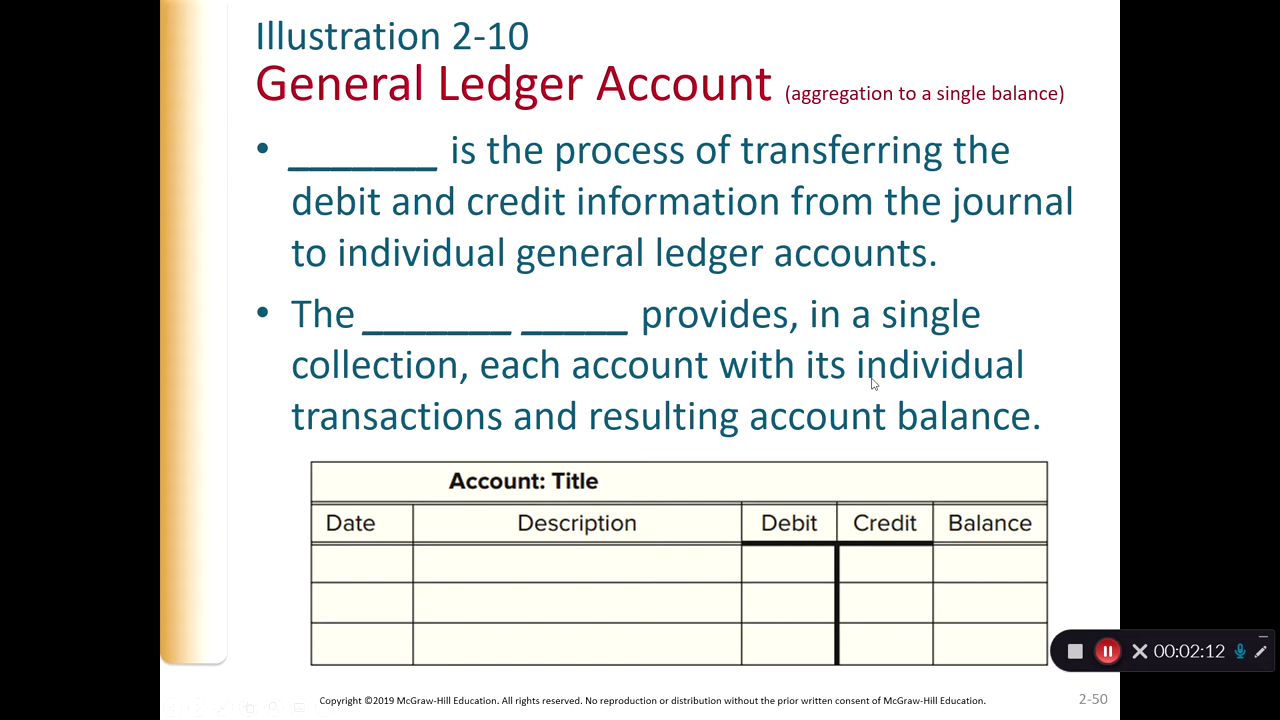 Illustration 2-10
General Ledger Account (aggregation to a single balance)
• _______ is the process of transferring the
debit and credit information from the journal
to individual general ledger accounts.
• The _______ _____ provides, in a single
collection, each account with its individual
transactions and resulting account balance.
Account: Title
Date Description Debit Credit Balance
00:02:12
Copyright ©2019 McGraw-Hill Education. All rights reserved. No reproduction or distribution without the prior written consent of McGraw-Hill Education.
2-50